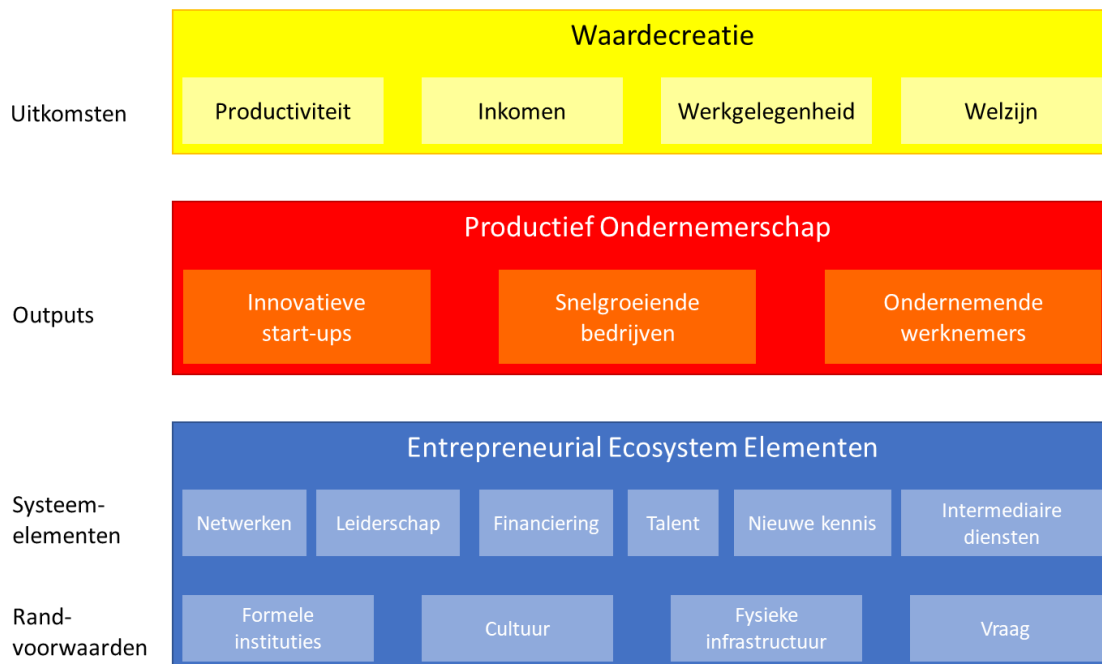 Waardecreatie
Uitkomsten
Productiviteit
Inkomen
Werkgelegenheid
Welzijn
Productief Ondernemerschap
Outputs
Innovatieve
start-ups
Snelgroeiende
bedrijven
Ondernemende
werknemers
Entrepreneurial Ecosystem Elementen
Systeem-
elementen
Netwerken
Leiderschap
Financiering
Talent
Nieuwe kennis
Intermediaire
diensten
Rand-
voorwaarden
Formele
instituties
Cultuur
Fysieke
infrastructuur
Vraag